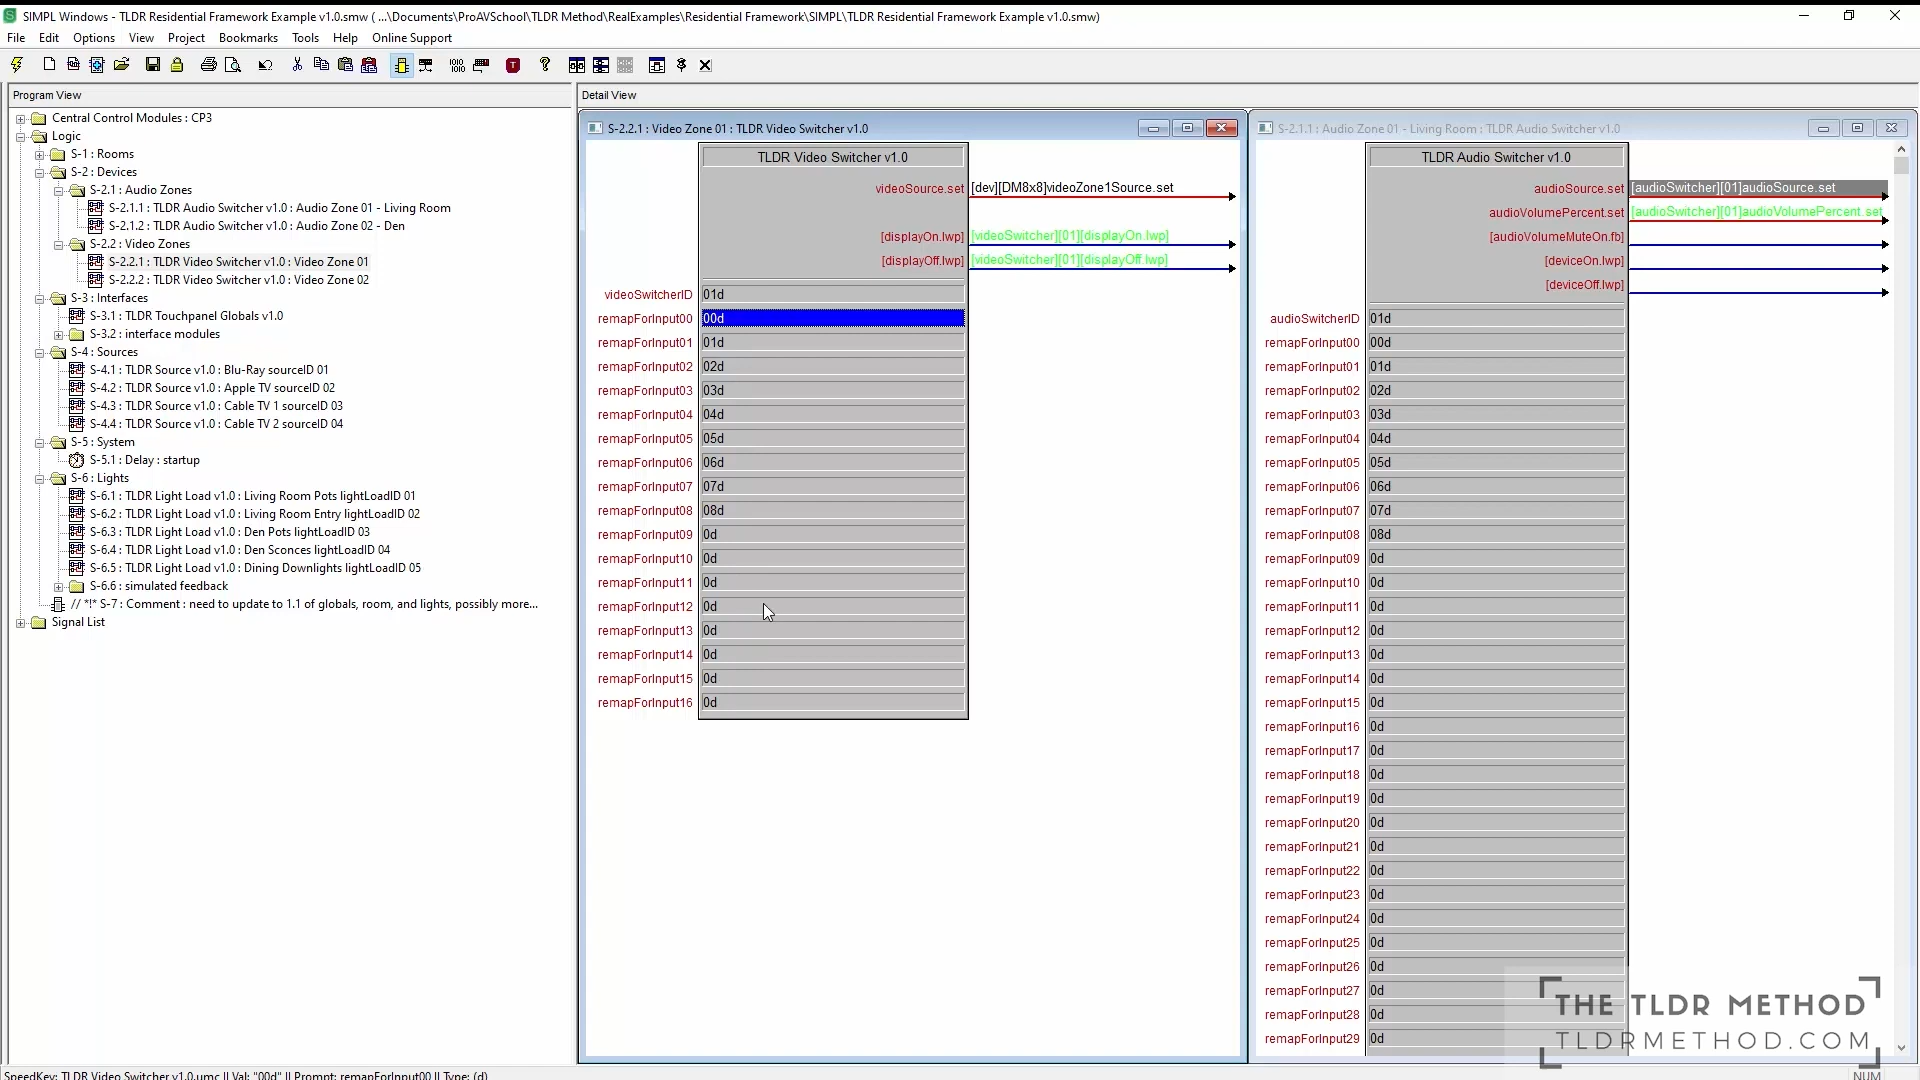 SIMPL Windows - TLDR Residential Framework Example v1.0.smw ( ...\Documents\ProAVSchool\TLDR Method\RealExamples\Residential Framework\SIMPL\TLDR Residential Framework Example v1.0.smw)
File Edit Options View Project Bookmarks Tools Help Online Support
Program View
Central Control Modules : CP3
Logic
S-1 : Rooms
S-2 : Devices
S-2.1 : Audio Zones
S-2.1.1 : TLDR Audio Switcher v1.0 : Audio Zone 01 - Living Room
S-2.1.2 : TLDR Audio Switcher v1.0 : Audio Zone 02 - Den
S-2.2 : Video Zones
S-2.2.1 : TLDR Video Switcher v1.0 : Video Zone 01
S-2.2.2 : TLDR Video Switcher v1.0 : Video Zone 02
S-3 : Interfaces
S-3.1 : TLDR Touchpanel Globals v1.0
S-3.2 : interface modules
S-4 : Sources
S-4.1 : TLDR Source v1.0 : Blu-Ray sourceID 01
S-4.2 : TLDR Source v1.0 : Apple TV sourceID 02
S-4.3 : TLDR Source v1.0 : Cable TV 1 sourceID 03
S-4.4 : TLDR Source v1.0 : Cable TV 2 sourceID 04
S-5 : System
S-5.1 : Delay : startup
S-6 : Lights
S-6.1 : TLDR Light Load v1.0 : Living Room Pots lightLoadID 01
S-6.2 : TLDR Light Load v1.0 : Living Room Entry lightLoadID 02
S-6.3 : TLDR Light Load v1.0 : Den Pots lightLoadID 03
S-6.4 : TLDR Light Load v1.0 : Den Sconces lightLoadID 04
S-6.5 : TLDR Light Load v1.0 : Dining Downlights lightLoadID 05
S-6.6 : simulated feedback
// *!* S-7 : Comment : need to update to 1.1 of globals, room, and lights, possibly more...
Signal List
Detail View
S-2.2.1 : Video Zone 01 : TLDR Video Switcher v1.0
TLDR Video Switcher v1.0
videoSource.set [dev][DM8x8]videoZone1Source.set
[displayOn.lwp] [videoSwitcher][01][displayOn.lwp]
[displayOff.lwp] [videoSwitcher][01][displayOff.lwp]
videoSwitcherID 01d
remapForInput00 00d
remapForInput01 01d
remapForInput02 02d
remapForInput03 03d
remapForInput04 04d
remapForInput05 05d
remapForInput06 06d
remapForInput07 07d
remapForInput08 08d
remapForInput09 0d
remapForInput10 0d
remapForInput11 0d
remapForInput12 0d
remapForInput13 0d
remapForInput14 0d
remapForInput15 0d
remapForInput16 0d
S-2.1.1 : Audio Zone 01 - Living Room : TLDR Audio Switcher v1.0
TLDR Audio Switcher v1.0
audioSource.set [audioSwitcher][01]audioSource.set
audioVolumePercent.set [audioSwitcher][01]audioVolumePercent.set
[audioVolumeMuteOn.fb]
[deviceOn.lwp]
[deviceOff.lwp]
audioSwitcherID 01d
remapForInput00 00d
remapForInput01 01d
remapForInput02 02d
remapForInput03 03d
remapForInput04 04d
remapForInput05 05d
remapForInput06 06d
remapForInput07 07d
remapForInput08 08d
remapForInput09 0d
remapForInput10 0d
remapForInput11 0d
remapForInput12 0d
remapForInput13 0d
remapForInput14 0d
remapForInput15 0d
remapForInput16 0d
remapForInput17 0d
remapForInput18 0d
remapForInput19 0d
remapForInput20 0d
remapForInput21 0d
remapForInput22 0d
remapForInput23 0d
remapForInput24 0d
remapForInput25 0d
remapForInput26 0d
remapForInput27 0d
remapForInput28 0d
remapForInput29 0d
THE TLDR METHOD
TLDRMETHOD.COM
SpeedKey: TLDR Video Switcher v1.0.umc || Val: "00d" || Prompt: remapForInput00 || Type: (d)
NUM